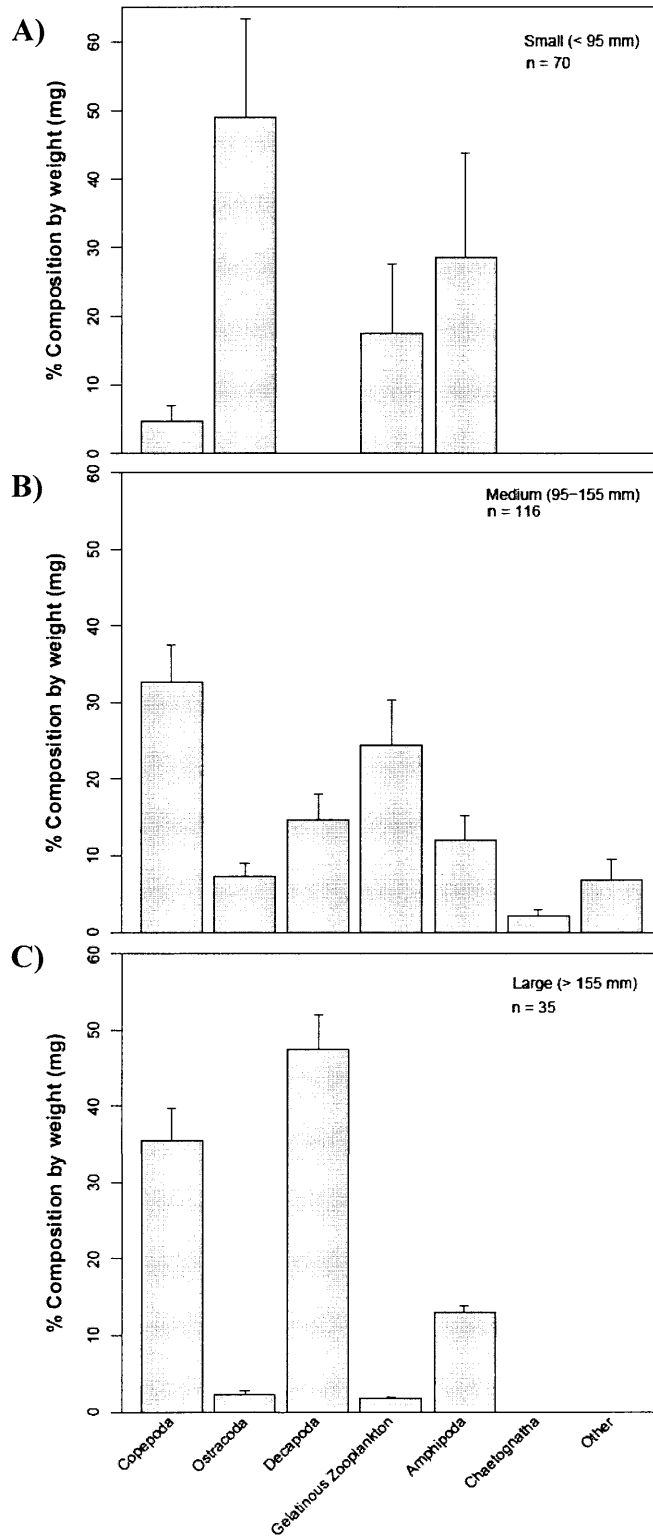 A)
Small (< 95 mm)
n = 70
% Composition by weight (mg)
60
50
40
30
20
10
0
B)
Medium (95–155 mm)
n = 116
% Composition by weight (mg)
60
50
40
30
20
10
0
C)
Large (> 155 mm)
n = 35
% Composition by weight (mg)
60
50
40
30
20
10
0
Copepoda
Ostracoda
Decapoda
Gelatinous Zooplankton
Amphipoda
Chaetognatha
Other